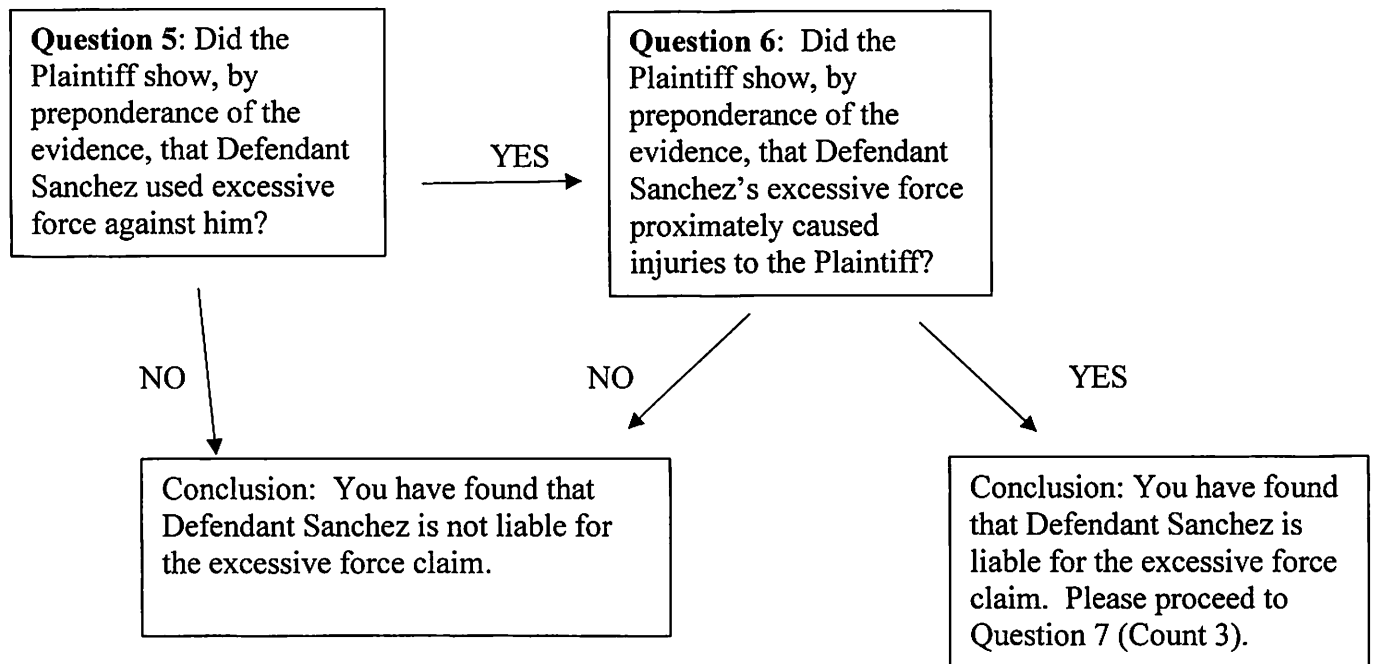 Question 5: Did the
Plaintiff show, by
preponderance of the
evidence, that Defendant
Sanchez used excessive
force against him?
YES
Question 6:  Did the
Plaintiff show, by
preponderance of the
evidence, that Defendant
Sanchez's excessive force
proximately caused
injuries to the Plaintiff?
NO
NO
YES
Conclusion:  You have found that
Defendant Sanchez is not liable for
the excessive force claim.
Conclusion: You have found
that Defendant Sanchez is
liable for the excessive force
claim.  Please proceed to
Question 7 (Count 3).